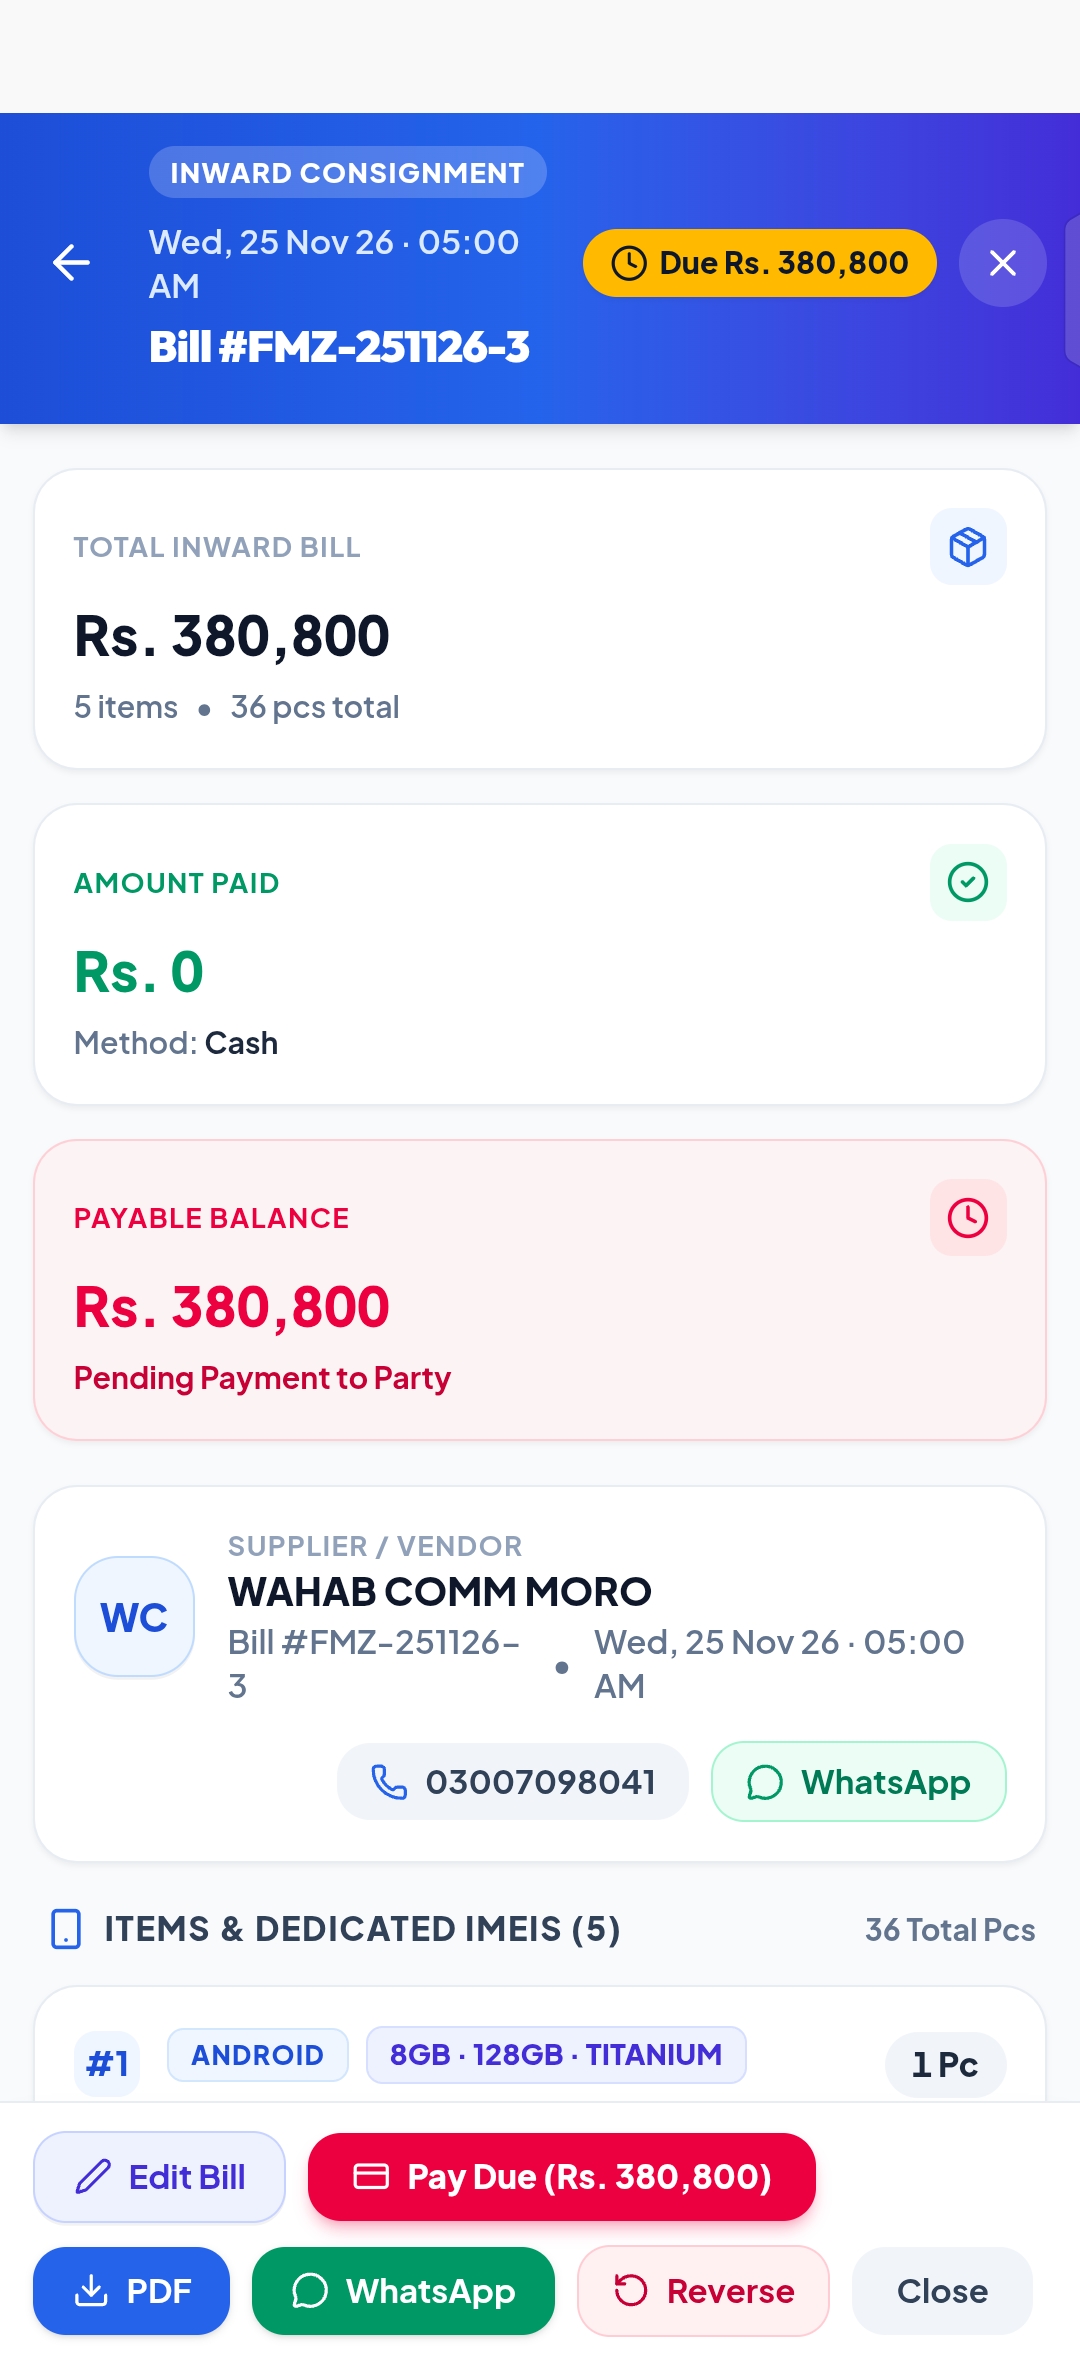 INWARD CONSIGNMENT
Wed, 25 Nov 26 · 05:00
AM
Bill #FMZ-251126-3
Due Rs. 380,800
TOTAL INWARD BILL
Rs. 380,800
5 items • 36 pcs total
AMOUNT PAID
Rs. 0
Method: Cash
PAYABLE BALANCE
Rs. 380,800
Pending Payment to Party
WC
SUPPLIER / VENDOR
WAHAB COMM MORO
Bill #FMZ-251126-
3
•
Wed, 25 Nov 26 · 05:00
AM
03007098041
WhatsApp
ITEMS & DEDICATED IMEIS (5)
36 Total Pcs
#1
ANDROID
8GB · 128GB · TITANIUM
1 Pc
Edit Bill
Pay Due (Rs. 380,800)
PDF
WhatsApp
Reverse
Close